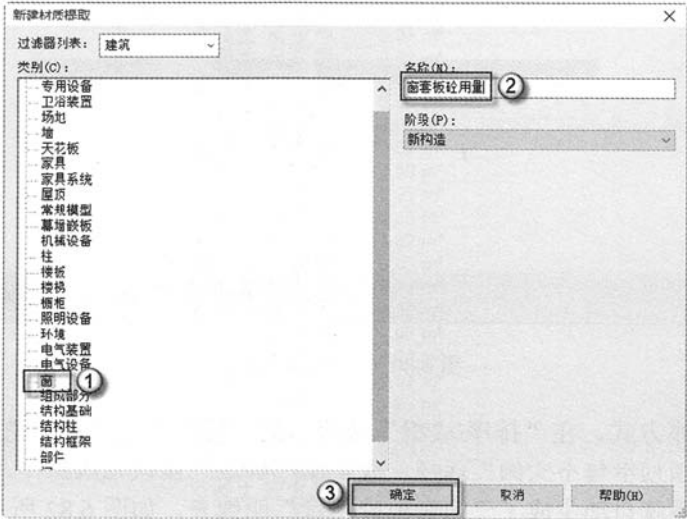 新建材质提取
过滤器列表： 建筑
类别(C)：
专用设备
卫浴装置
场地
墙
天花板
家具
家具系统
屋顶
常规模型
幕墙嵌板
机械设备
柱
楼板
楼梯
橱柜
照明设备
环境
电气装置
电气设备
窗
组成部分
结构基础
结构柱
结构框架
部件
①
名称(N)：
窗套板砼用量
②
阶段(P)：
新构造
③
确定 取消 帮助(H)